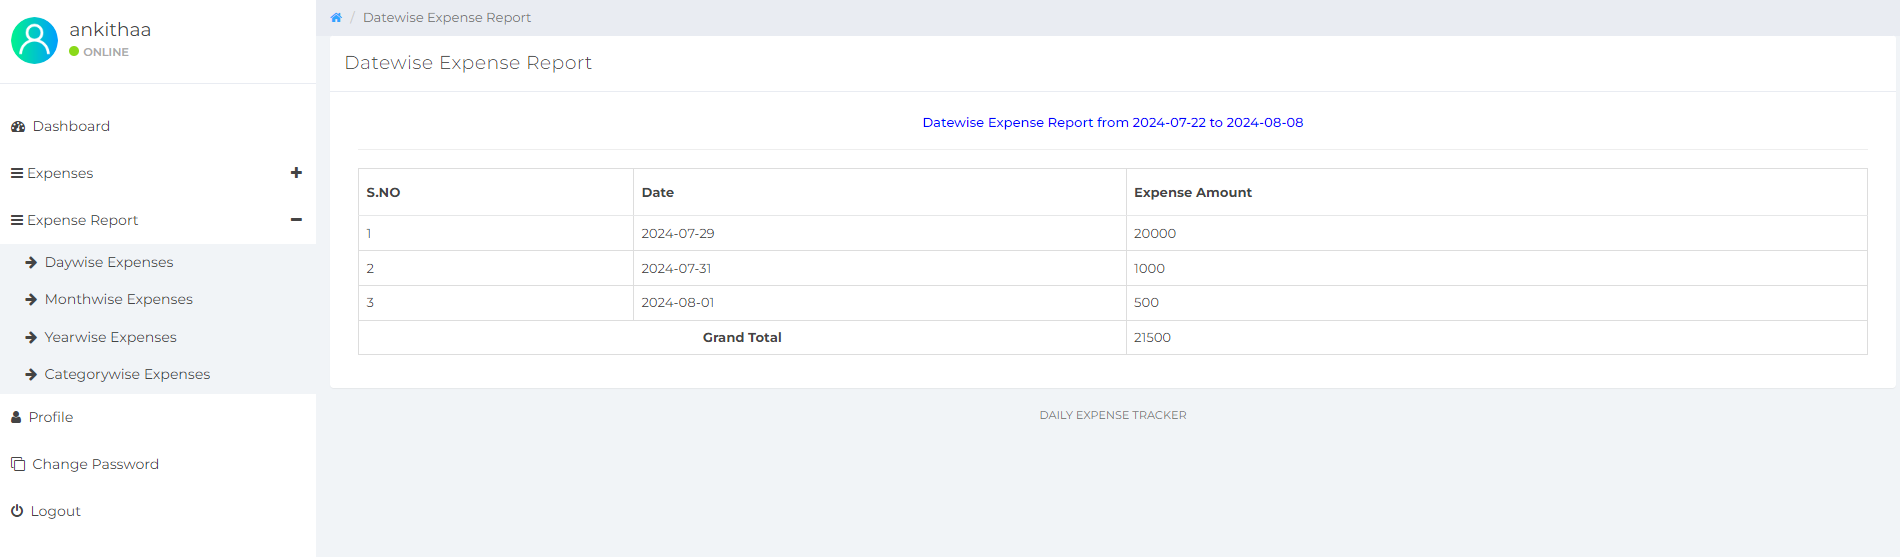 ankithaa
ONLINE
Dashboard
Expenses
Expense Report
Daywise Expenses
Monthwise Expenses
Yearwise Expenses
Categorywise Expenses
Profile
Change Password
Logout
/ Datewise Expense Report
Datewise Expense Report
Datewise Expense Report from 2024-07-22 to 2024-08-08
S.NO Date Expense Amount
1 2024-07-29 20000
2 2024-07-31 1000
3 2024-08-01 500
Grand Total 21500
DAILY EXPENSE TRACKER